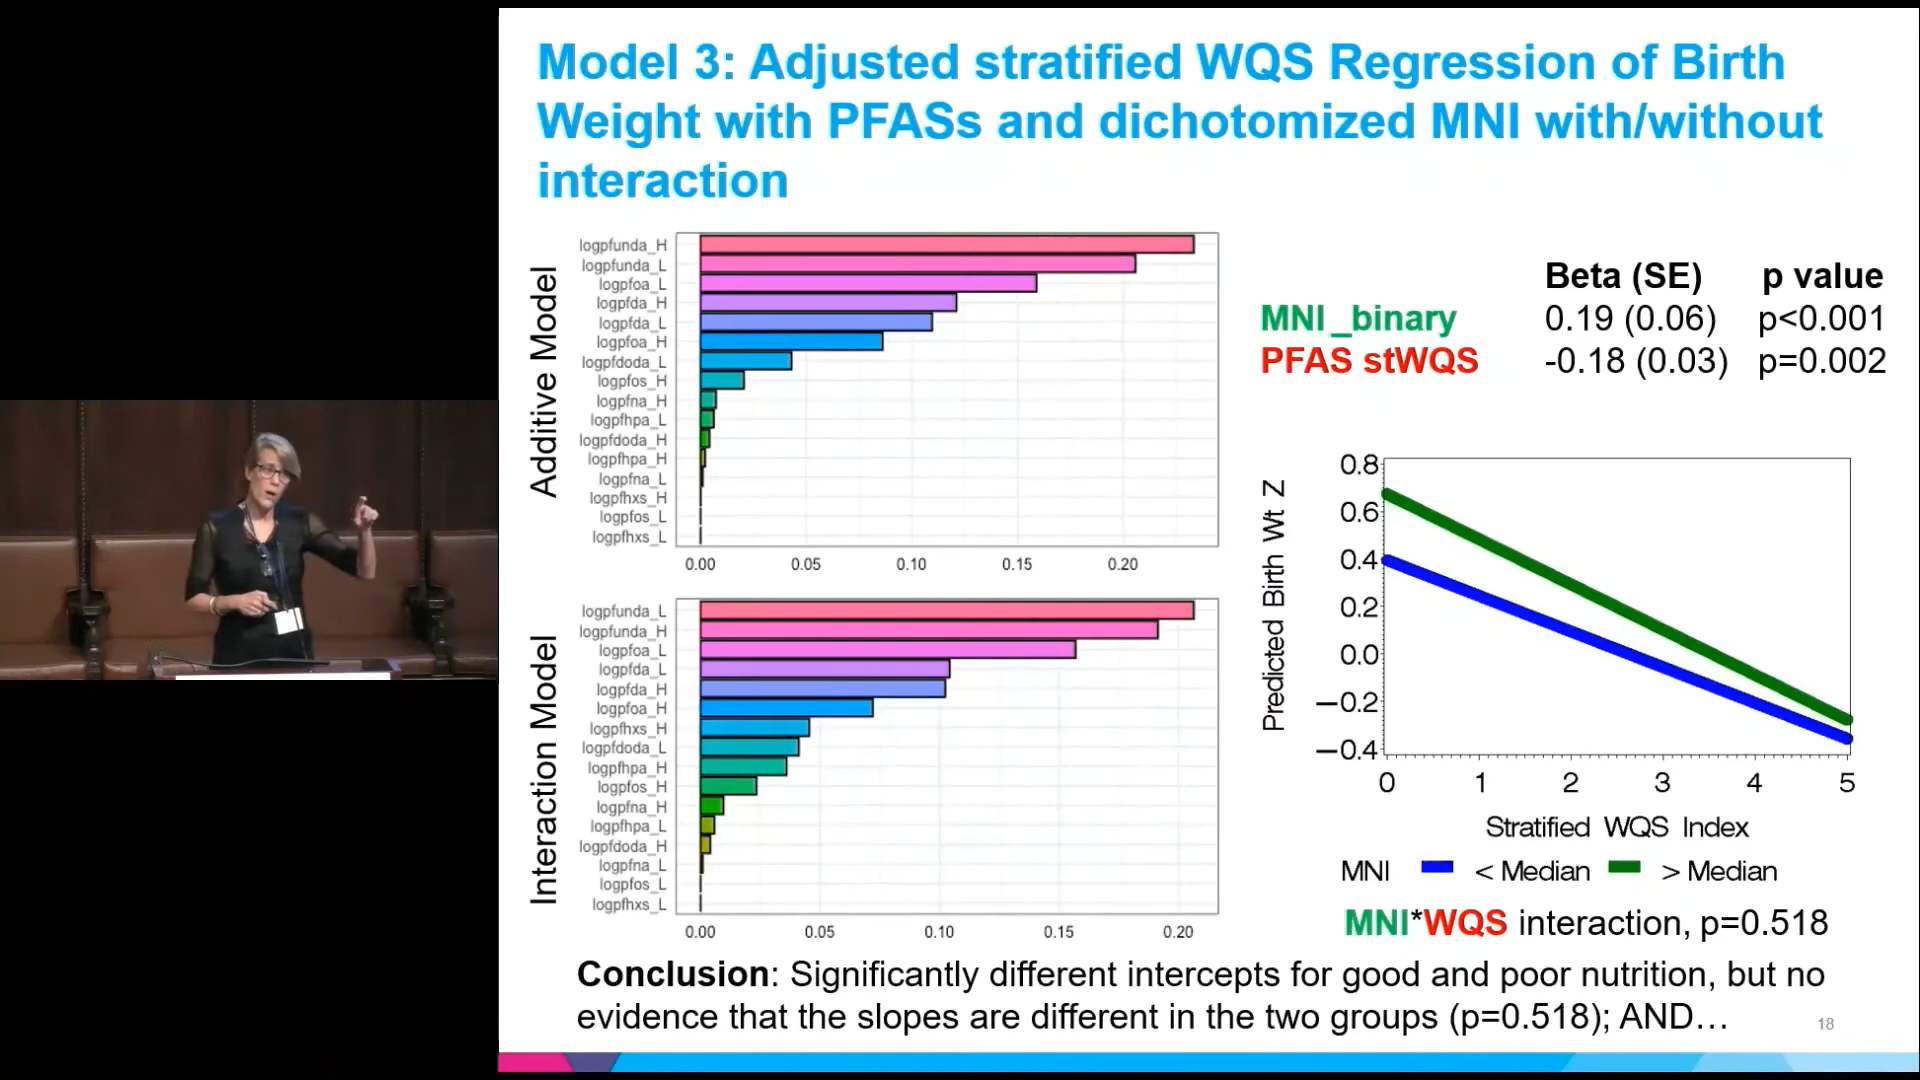 Model 3: Adjusted stratified WQS Regression of Birth
Weight with PFASs and dichotomized MNI with/without
interaction
Additive Model
logpfunda_H
logpfunda_L
logpfoa_L
logpfda_H
logpfda_L
logpfoa_H
logpfdoda_L
logpfos_H
logpfna_H
logpfhpa_L
logpfdoda_H
logpfhpa_H
logpfna_L
logpfhxs_H
logpfos_L
logpfhxs_L
0.00 0.05 0.10 0.15 0.20
Interaction Model
logpfunda_L
logpfunda_H
logpfoa_L
logpfda_L
logpfda_H
logpfoa_H
logpfhxs_H
logpfdoda_L
logpfhpa_H
logpfos_H
logpfna_H
logpfhpa_L
logpfdoda_H
logpfna_L
logpfos_L
logpfhxs_L
0.00 0.05 0.10 0.15 0.20
Beta (SE) p value
MNI_binary 0.19 (0.06) p<0.001
PFAS stWQS -0.18 (0.03) p=0.002
Predicted Birth Wt Z
0.8
0.6
0.4
0.2
0.0
−0.2
−0.4
0 1 2 3 4 5
Stratified WQS Index
MNI < Median > Median
MNI*WQS interaction, p=0.518
Conclusion: Significantly different intercepts for good and poor nutrition, but no
evidence that the slopes are different in the two groups (p=0.518); AND…
18